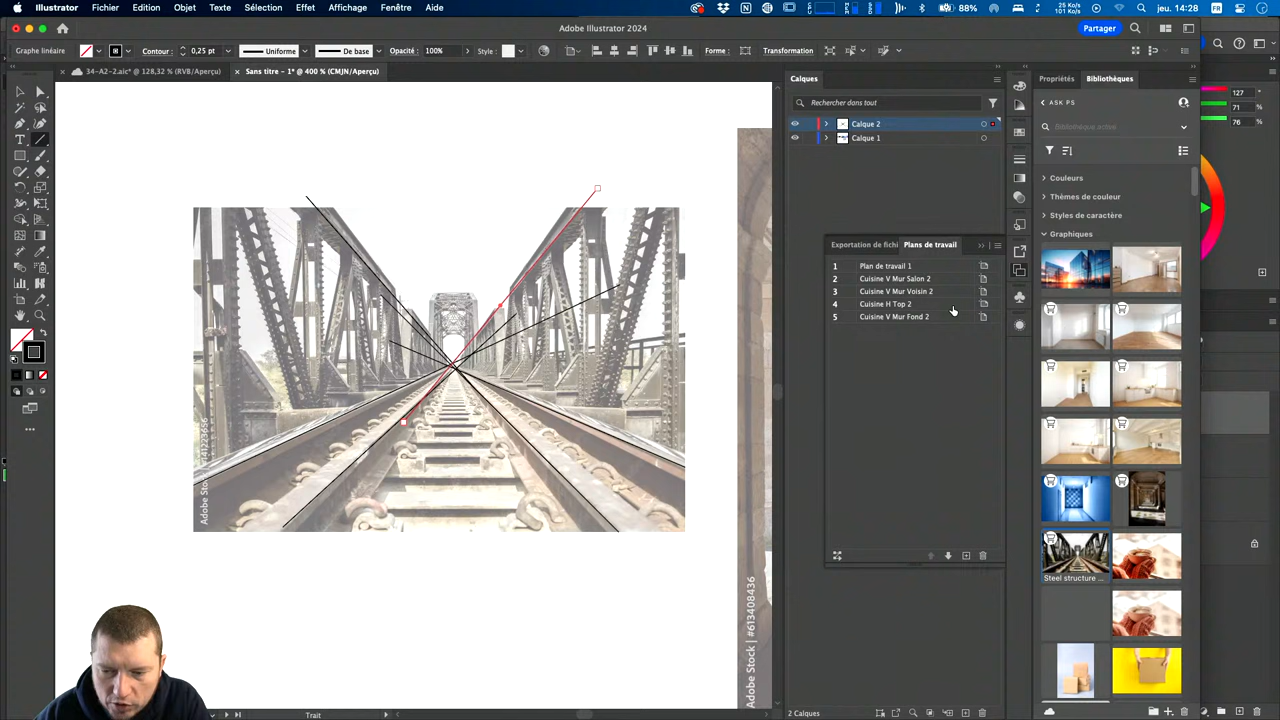 Illustrator Fichier Edition Objet Texte Sélection Effet Affichage Fenêtre Aide
88% FR jeu. à 14:28
Adobe Illustrator 2024
Partager
Graphe linéaire Contour : 0,25 pt Uniforme De base Opacité : 100% Style : Forme : Transformation
34-A2-2.aic* @ 128,32 % (RVB/Aperçu)
Sans titre - 1* @ 400 % (CMJN/Aperçu)
Calques
Rechercher dans tout
Calque 2
Calque 1
Exportation de fichi Plans de travail
1 Plan de travail 1
2 Cuisine V Mur Salon 2
3 Cuisine V Mur Voisin 2
4 Cuisine H Top 2
5 Cuisine V Mur Fond 2
2 Calques
Propriétés Bibliothèques
ASK PS
Bibliothèque active
Couleurs
Thèmes de couleur
Styles de caractère
Graphiques
Steel structure ...
127
71
76
Adobe Stock | #613408436
Trait